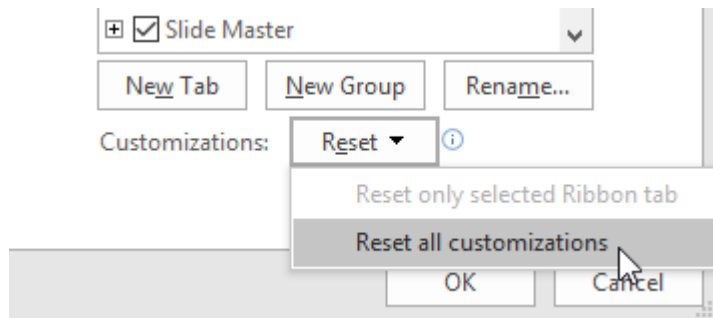 Slide Master
New Tab New Group Rename...
Customizations: Reset
Reset only selected Ribbon tab
Reset all customizations
OK Cancel